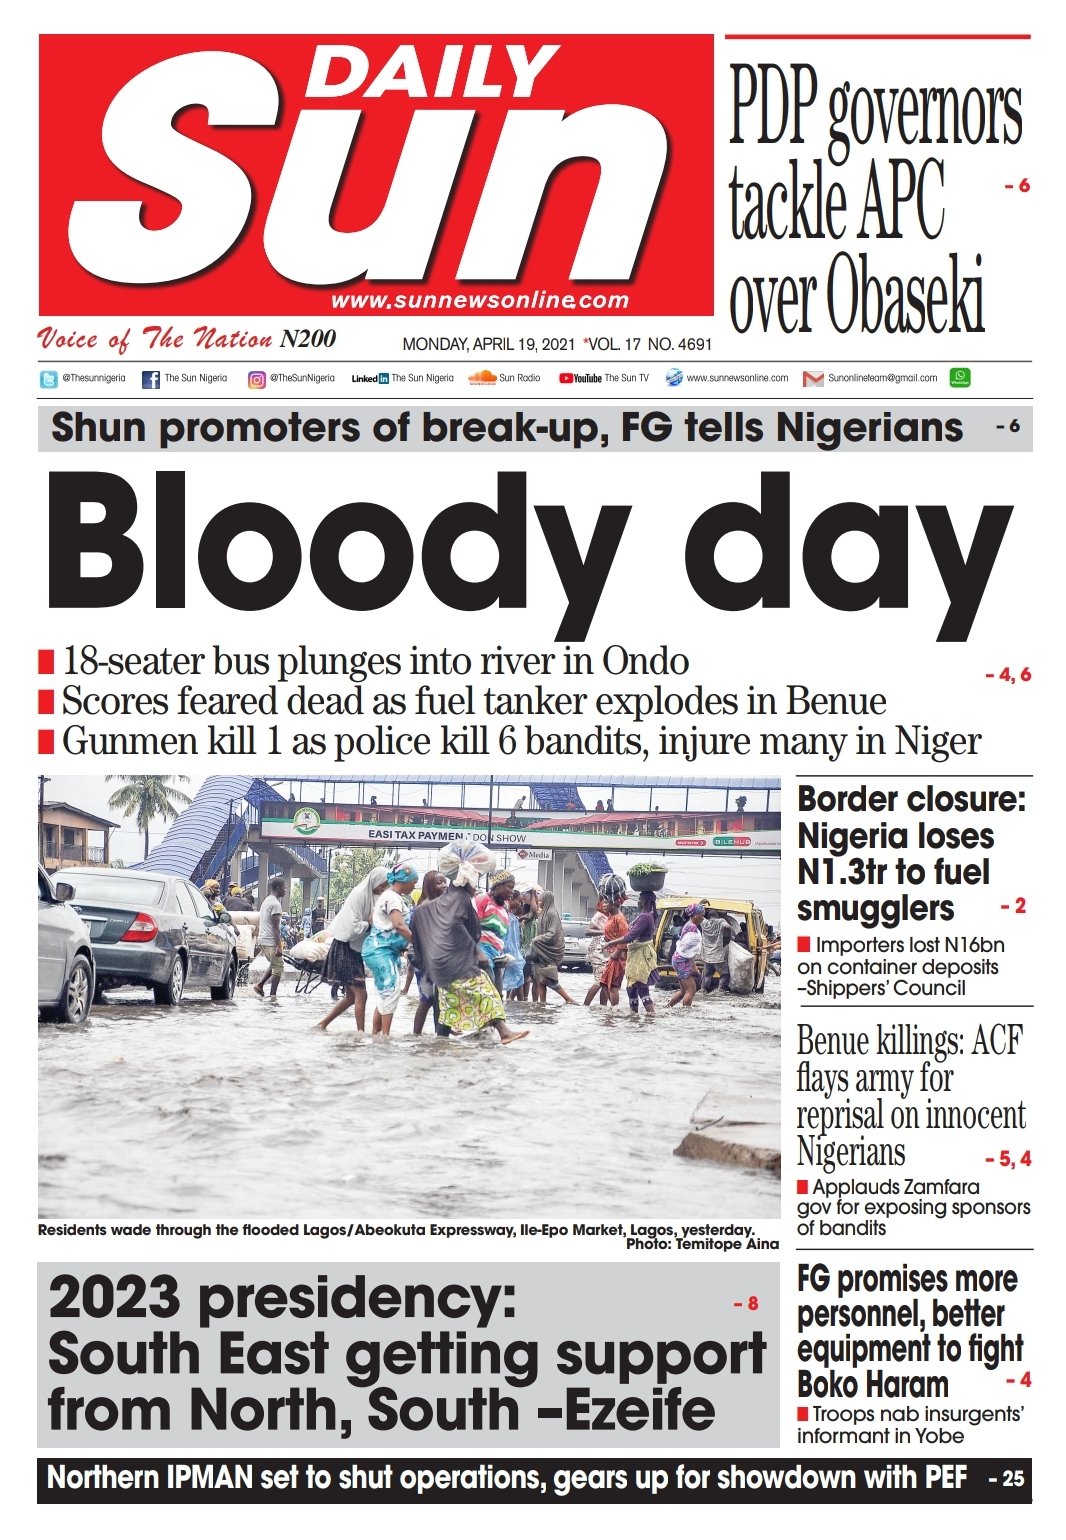 DAILY
Sun
www.sunnewsonline.com
Voice of The Nation N200
MONDAY, APRIL 19, 2021 *VOL. 17 NO. 4691
PDP governors
tackle APC
– 6
over Obaseki
@Thesunnigeria
The Sun Nigeria
@TheSunNigeria
Linked in The Sun Nigeria
SOUNDCLOUD Sun Radio
YouTube The Sun TV
www.sunnewsonline.com
Sunonlineteam@gmail.com
WhatsApp
Shun promoters of break-up, FG tells Nigerians – 6
Bloody day
18-seater bus plunges into river in Ondo
Scores feared dead as fuel tanker explodes in Benue
Gunmen kill 1 as police kill 6 bandits, injure many in Niger
– 4, 6
EASI TAX PAYMEN DON SHOW
BILEHUB
Media
Residents wade through the flooded Lagos/Abeokuta Expressway, Ile-Epo Market, Lagos, yesterday.
Photo: Temitope Aina
Border closure:
Nigeria loses
N1.3tr to fuel
smugglers – 2
Importers lost N16bn
on container deposits
–Shippers' Council
Benue killings: ACF
flays army for
reprisal on innocent
Nigerians – 5, 4
Applauds Zamfara
gov for exposing sponsors
of bandits
FG promises more
personnel, better
equipment to fight
Boko Haram – 4
Troops nab insurgents'
informant in Yobe
2023 presidency: – 8
South East getting support
from North, South –Ezeife
Northern IPMAN set to shut operations, gears up for showdown with PEF – 25